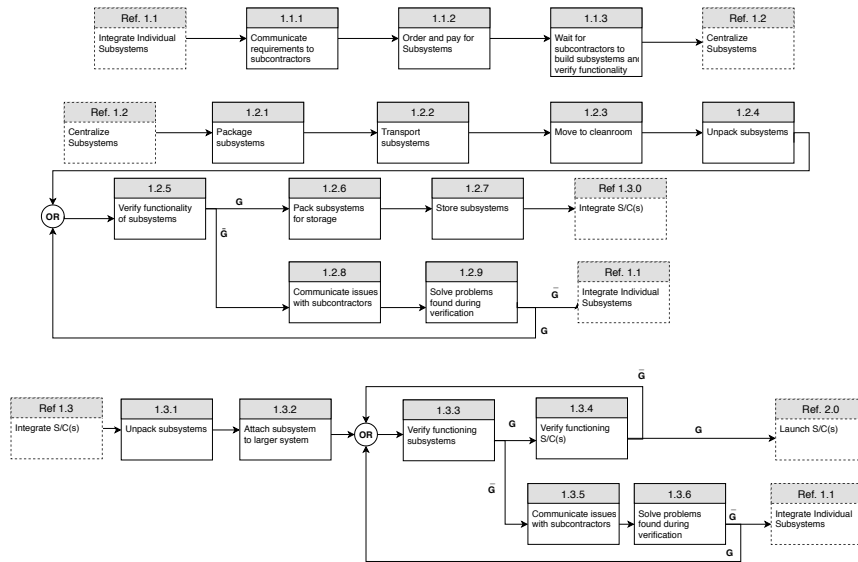 Ref. 1.1
Integrate Individual
Subsystems
1.1.1
Communicate
requirements to
subcontractors
1.1.2
Order and pay for
Subsystems
1.1.3
Wait for
subcontractors to
build subsystems and
verify functionality
Ref. 1.2
Centralize
Subsystems
Ref. 1.2
Centralize
Subsystems
1.2.1
Package
subsystems
1.2.2
Transport
subsystems
1.2.3
Move to cleanroom
1.2.4
Unpack subsystems
OR
1.2.5
Verify functionality
of subsystems
G
G̅
1.2.6
Pack subsystems
for storage
1.2.7
Store subsystems
Ref 1.3.0
Integrate S/C(s)
1.2.8
Communicate issues
with subcontractors
1.2.9
Solve problems
found during
verification
G̅
G
Ref. 1.1
Integrate Individual
Subsystems
Ref 1.3
Integrate S/C(s)
1.3.1
Unpack subsystems
1.3.2
Attach subsystem
to larger system
OR
1.3.3
Verify functioning
subsystems
G
G̅
1.3.4
Verify functioning
S/C(s)
G̅
G
Ref. 2.0
Launch S/C(s)
1.3.5
Communicate issues
with subcontractors
1.3.6
Solve problems
found during
verification
G̅
G
Ref. 1.1
Integrate Individual
Subsystems